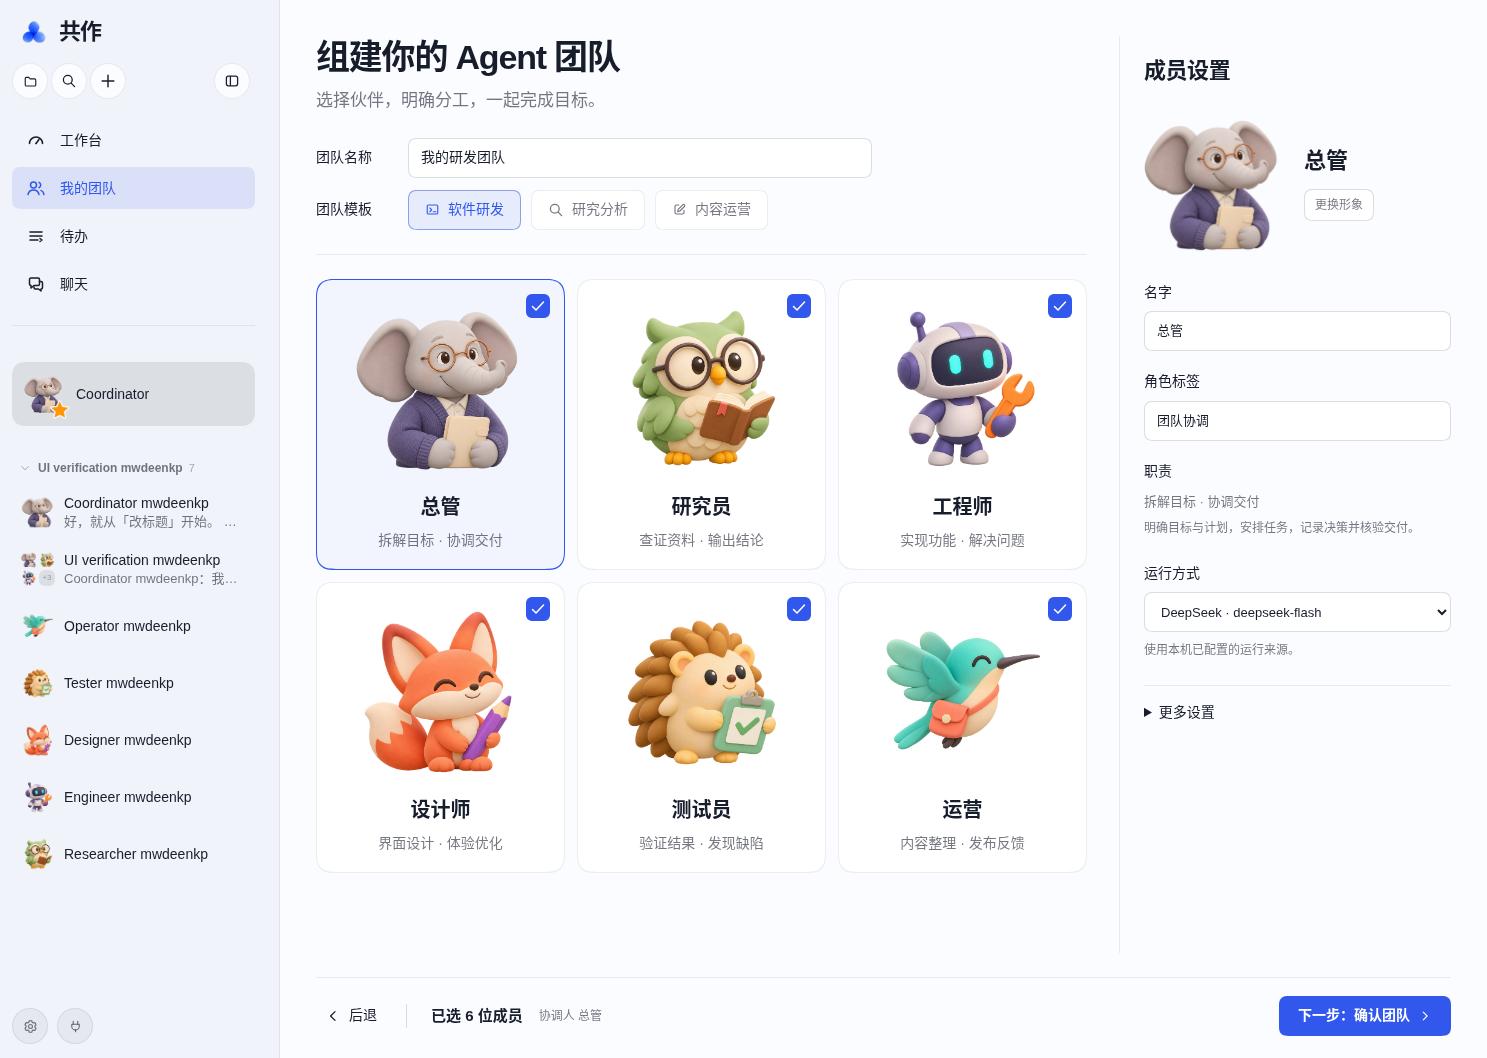 共作
工作台
我的团队
待办
聊天
Coordinator
UI verification mwdeenkp 7
Coordinator mwdeenkp
好，就从「改标题」开始。 …
UI verification mwdeenkp
+3
Coordinator mwdeenkp：我…
Operator mwdeenkp
Tester mwdeenkp
Designer mwdeenkp
Engineer mwdeenkp
Researcher mwdeenkp
组建你的 Agent 团队
选择伙伴，明确分工，一起完成目标。
团队名称
我的研发团队
团队模板
软件研发
研究分析
内容运营
总管
拆解目标 · 协调交付
研究员
查证资料 · 输出结论
工程师
实现功能 · 解决问题
设计师
界面设计 · 体验优化
测试员
验证结果 · 发现缺陷
运营
内容整理 · 发布反馈
成员设置
总管
更换形象
名字
总管
角色标签
团队协调
职责
拆解目标 · 协调交付
明确目标与计划，安排任务，记录决策并核验交付。
运行方式
DeepSeek · deepseek-flash
使用本机已配置的运行来源。
更多设置
后退
已选 6 位成员
协调人 总管
下一步：确认团队